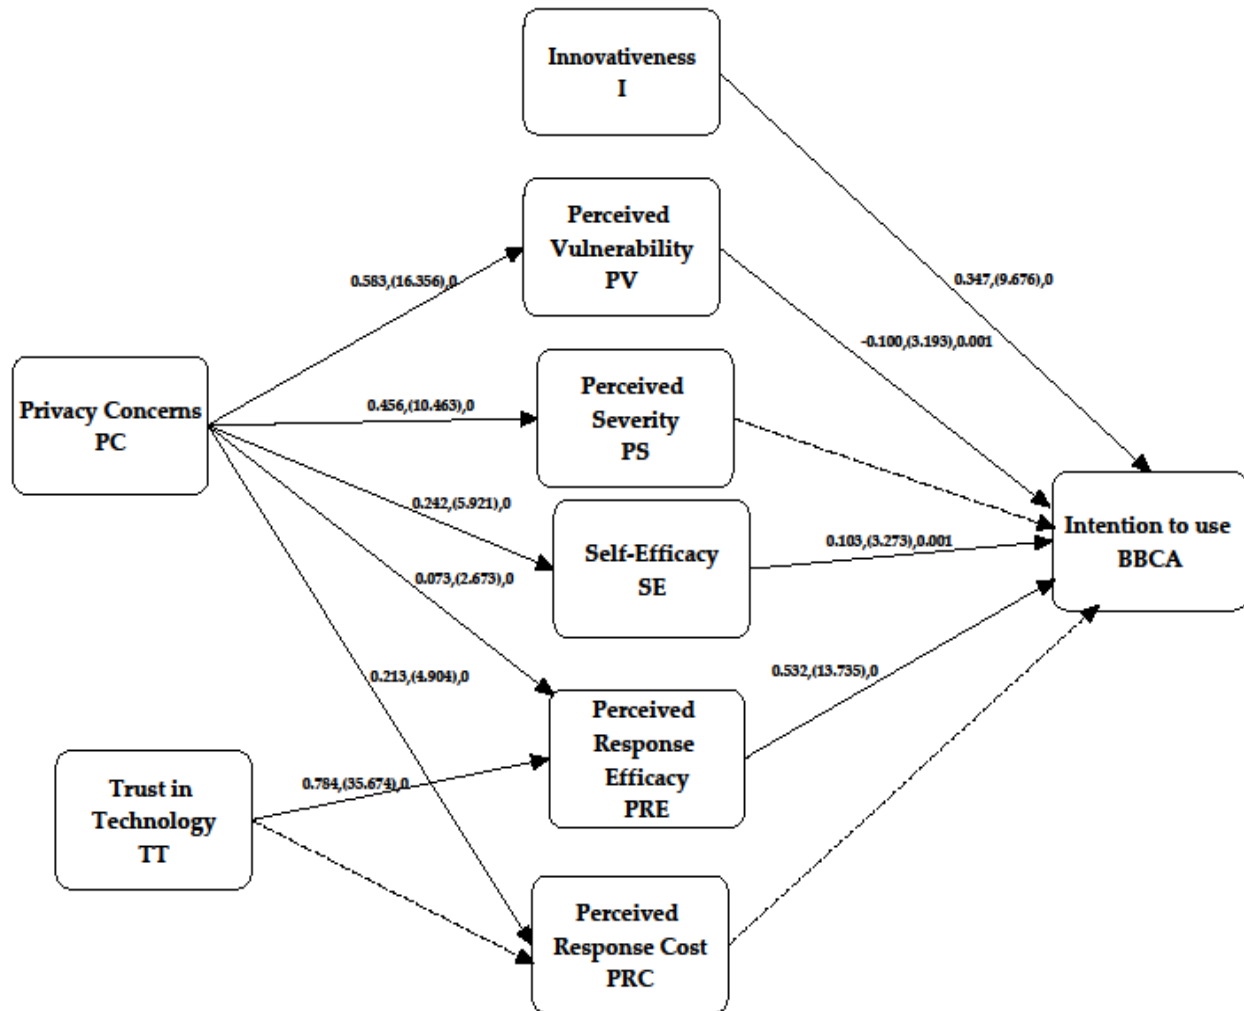 Innovativeness
I
Perceived
Vulnerability
PV
0.583,(16.356),0
0.347,(9.676),0
-0.100,(3.193),0.001
Privacy Concerns
PC
0.456,(10.463),0
Perceived
Severity
PS
0.242,(5.921),0
Self-Efficacy
SE
0.103,(3.273),0.001
Intention to use
BBCA
0.073,(2.673),0
0.213,(4.904),0
0.532,(13.735),0
Perceived
Response
Efficacy
PRE
Trust in
Technology
TT
0.784,(35.674),0
Perceived
Response Cost
PRC